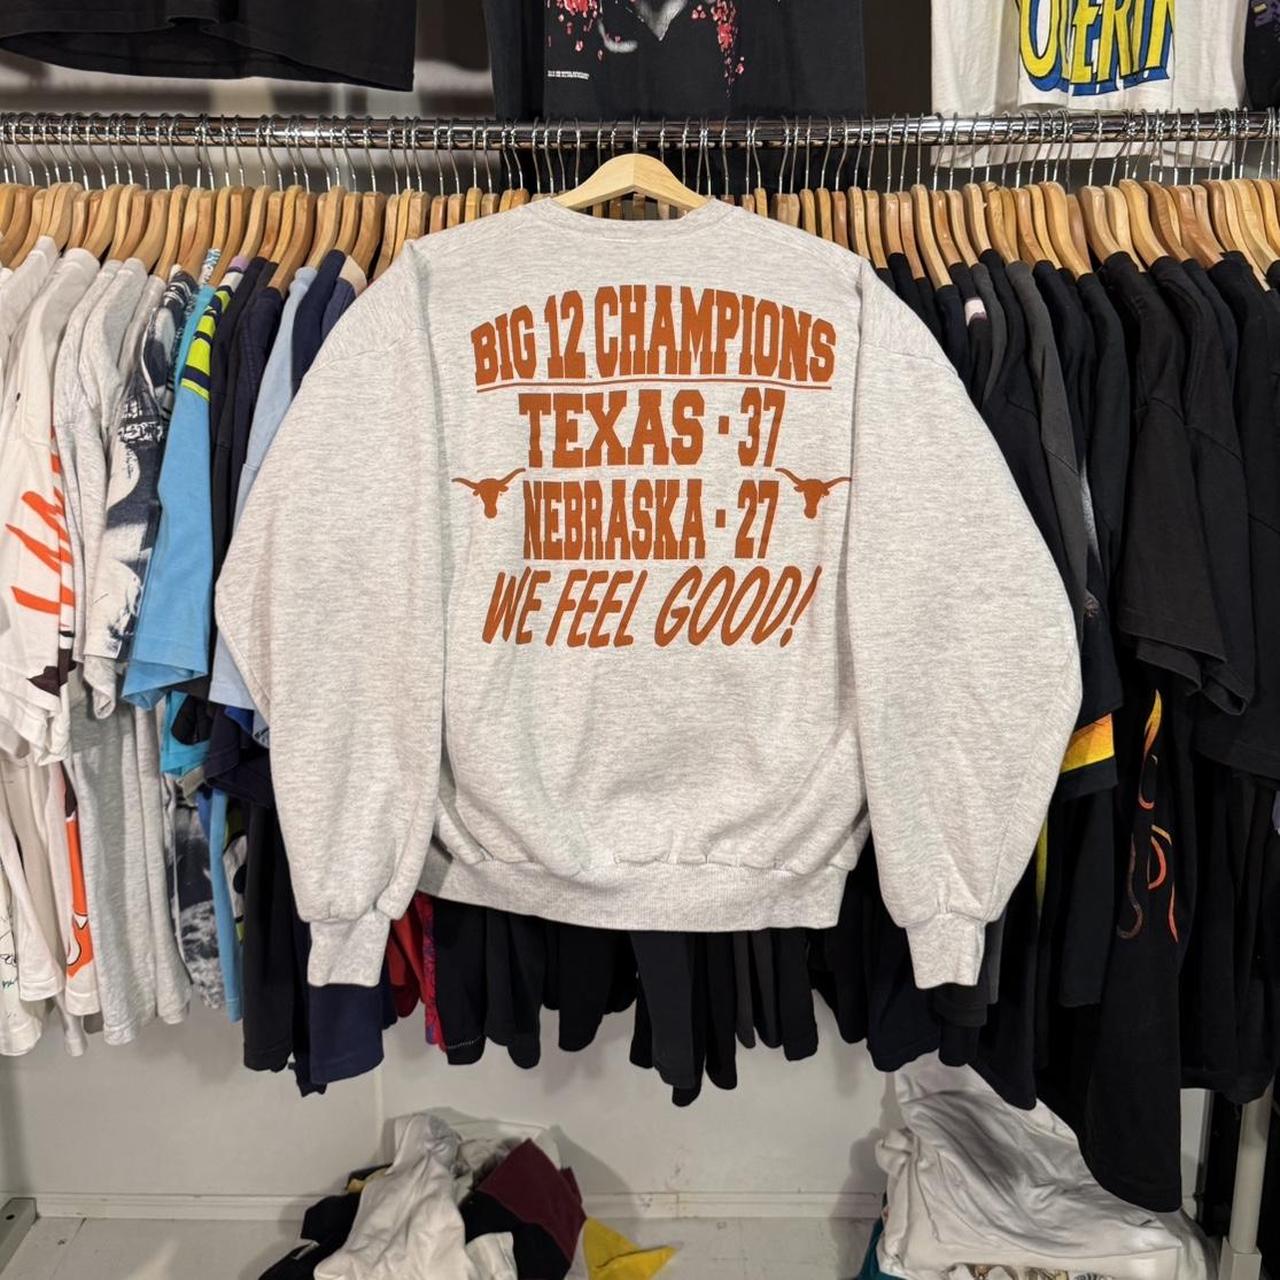 BIG 12 CHAMPIONS
TEXAS · 37
NEBRASKA · 27
WE FEEL GOOD!